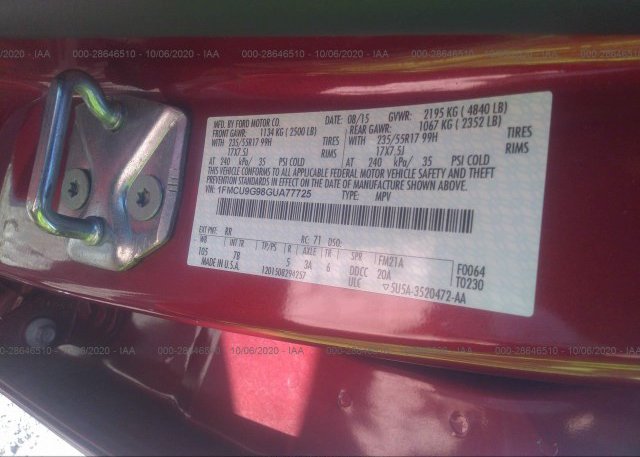 000-28646510 - 10/06/2020 - IAA
MFD. BY FORD MOTOR CO. DATE: 08/15 GVWR: 2195 KG ( 4840 LB)
FRONT GAWR: 1134 KG ( 2500 LB) REAR GAWR: 1067 KG ( 2352 LB)
WITH 235/55R17 99H TIRES WITH 235/55R17 99H TIRES
17X7.5J RIMS 17X7.5J RIMS
AT 240 kPa/ 35 PSI COLD AT 240 kPa/ 35 PSI COLD
THIS VEHICLE CONFORMS TO ALL APPLICABLE FEDERAL MOTOR VEHICLE SAFETY AND THEFT
PREVENTION STANDARDS IN EFFECT ON THE DATE OF MANUFACTURE SHOWN ABOVE.
VIN: 1FMCU9G98GUA77725 TYPE: MPV
EXT PNT: RR RC: 71 DSO:
WB INT TR TP/PS R AXLE TR SPR FM21A F0064
105 7B 5 3A 6 DDCC 20A T0230
MADE IN U.S.A. 1201508294257 ULC 5U5A-3520472-AA
000-28646510 - 10/06/2020 - IAA